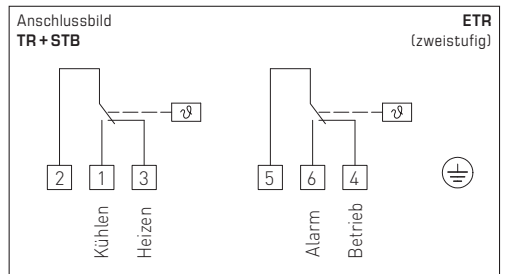 Anschlussbild
ETR
TR+STB
(zweistufig)
ϑ
ϑ
2 1 3
5 6 4
Kühlen
Heizen
Alarm
Betrieb